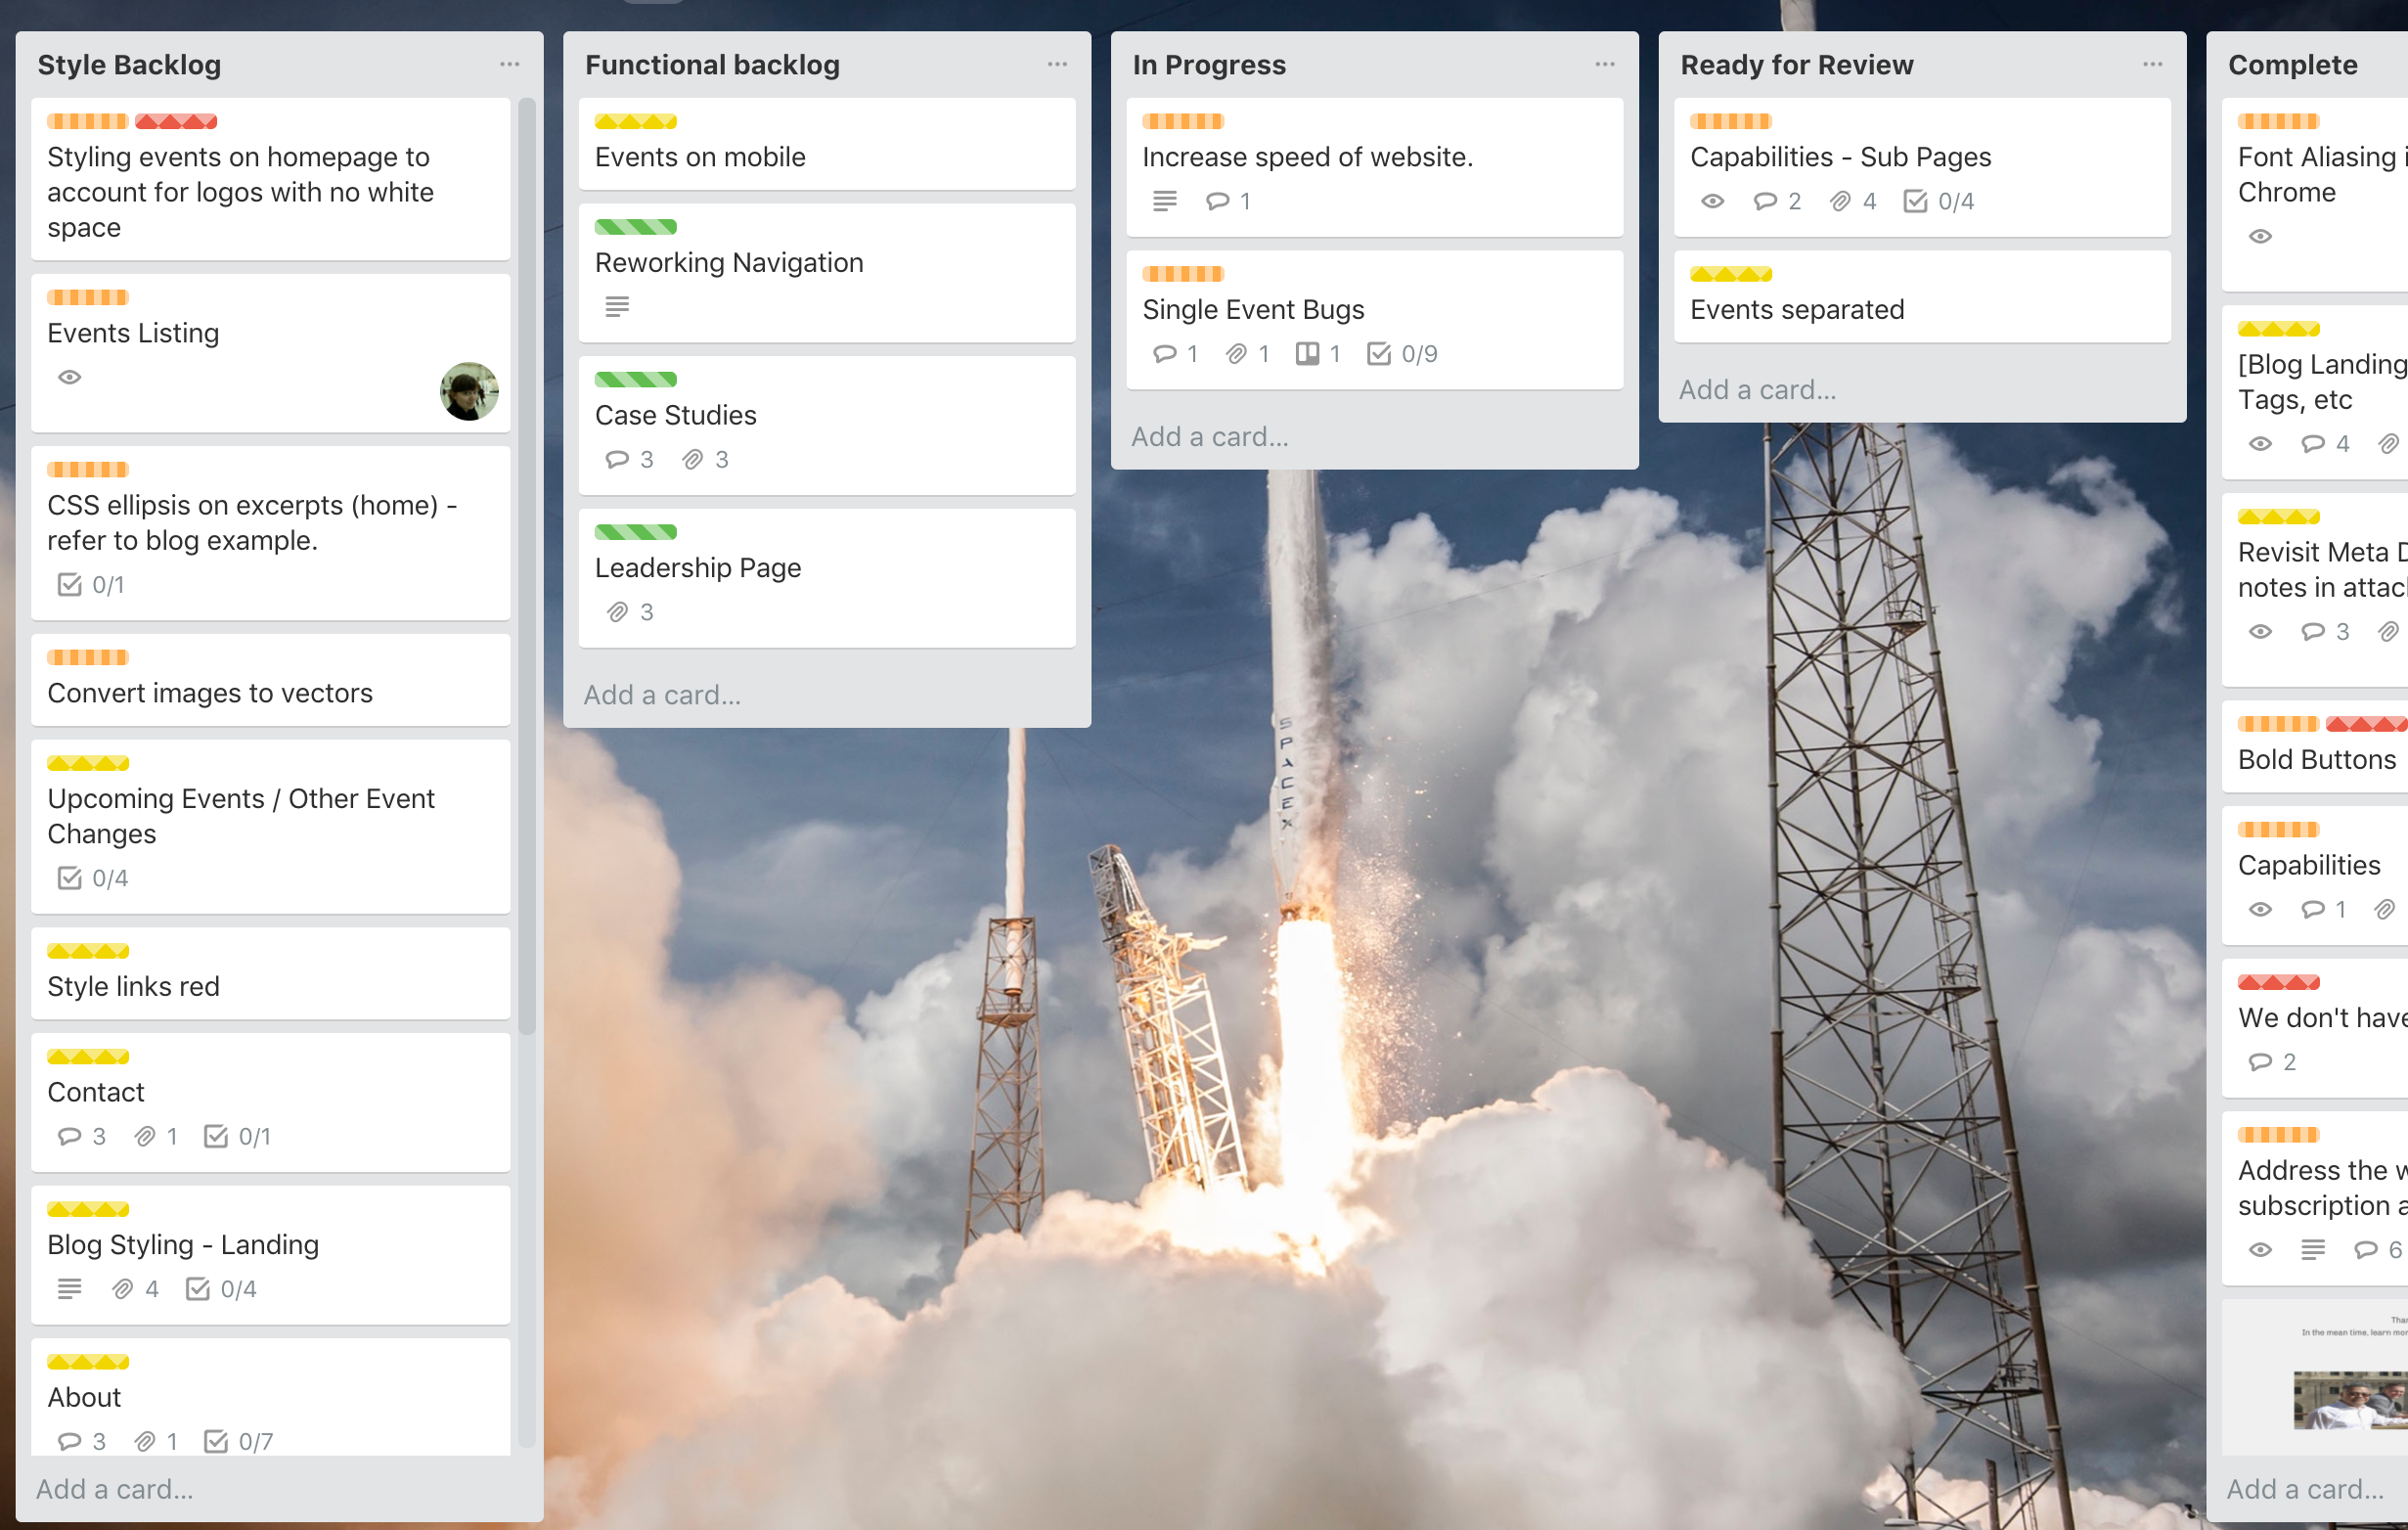 Style Backlog
Styling events on homepage to
account for logos with no white
space
Events Listing
CSS ellipsis on excerpts (home) -
refer to blog example.
0/1
Convert images to vectors
Upcoming Events / Other Event
Changes
0/4
Style links red
Contact
3 1 0/1
Blog Styling - Landing
4 0/4
About
3 1 0/7
Add a card...
Functional backlog
Events on mobile
Reworking Navigation
Case Studies
3 3
Leadership Page
3
Add a card...
In Progress
Increase speed of website.
1
Single Event Bugs
1 1 1 0/9
Add a card...
Ready for Review
Capabilities - Sub Pages
2 4 0/4
Events separated
Add a card...
Complete
Font Aliasing
Chrome
[Blog Landing
Tags, etc
4
Revisit Meta
notes in
3
Bold Buttons
Capabilities
1
We don't have
2
Address the
subscription
6
In the mean time, learn
Add a card...
SPACEX